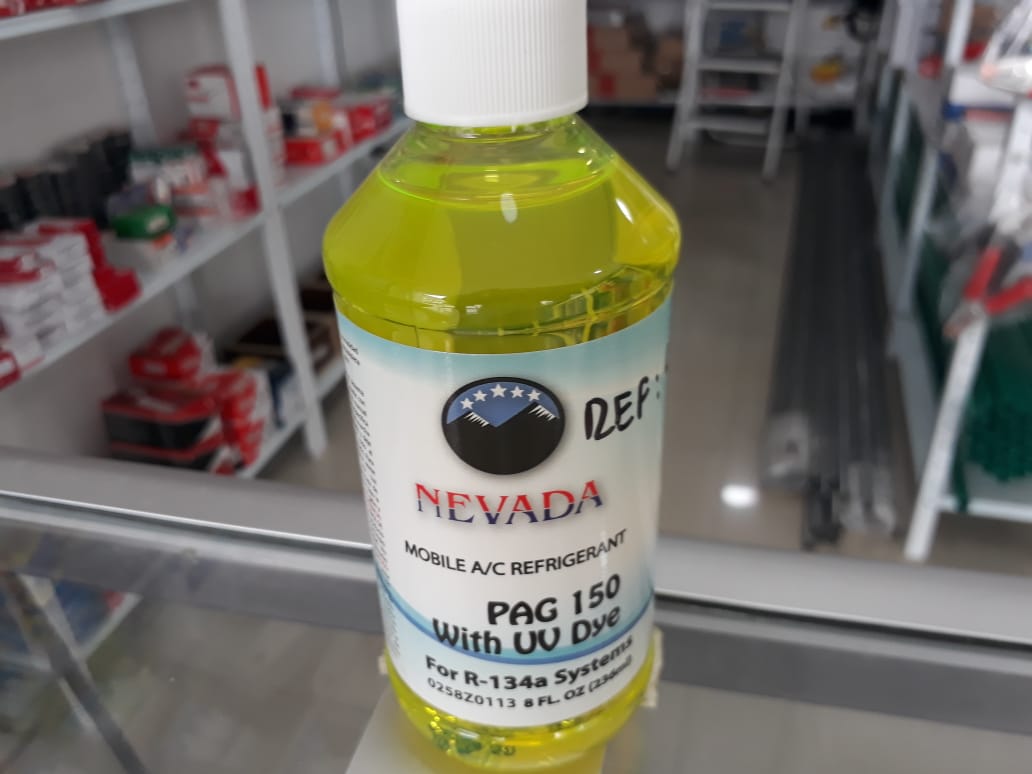 REF:
NEVADA
MOBILE A/C REFRIGERANT
PAG 150
With UV Dye
For R-134a Systems
0258Z0113 8 FL. OZ (236ml)